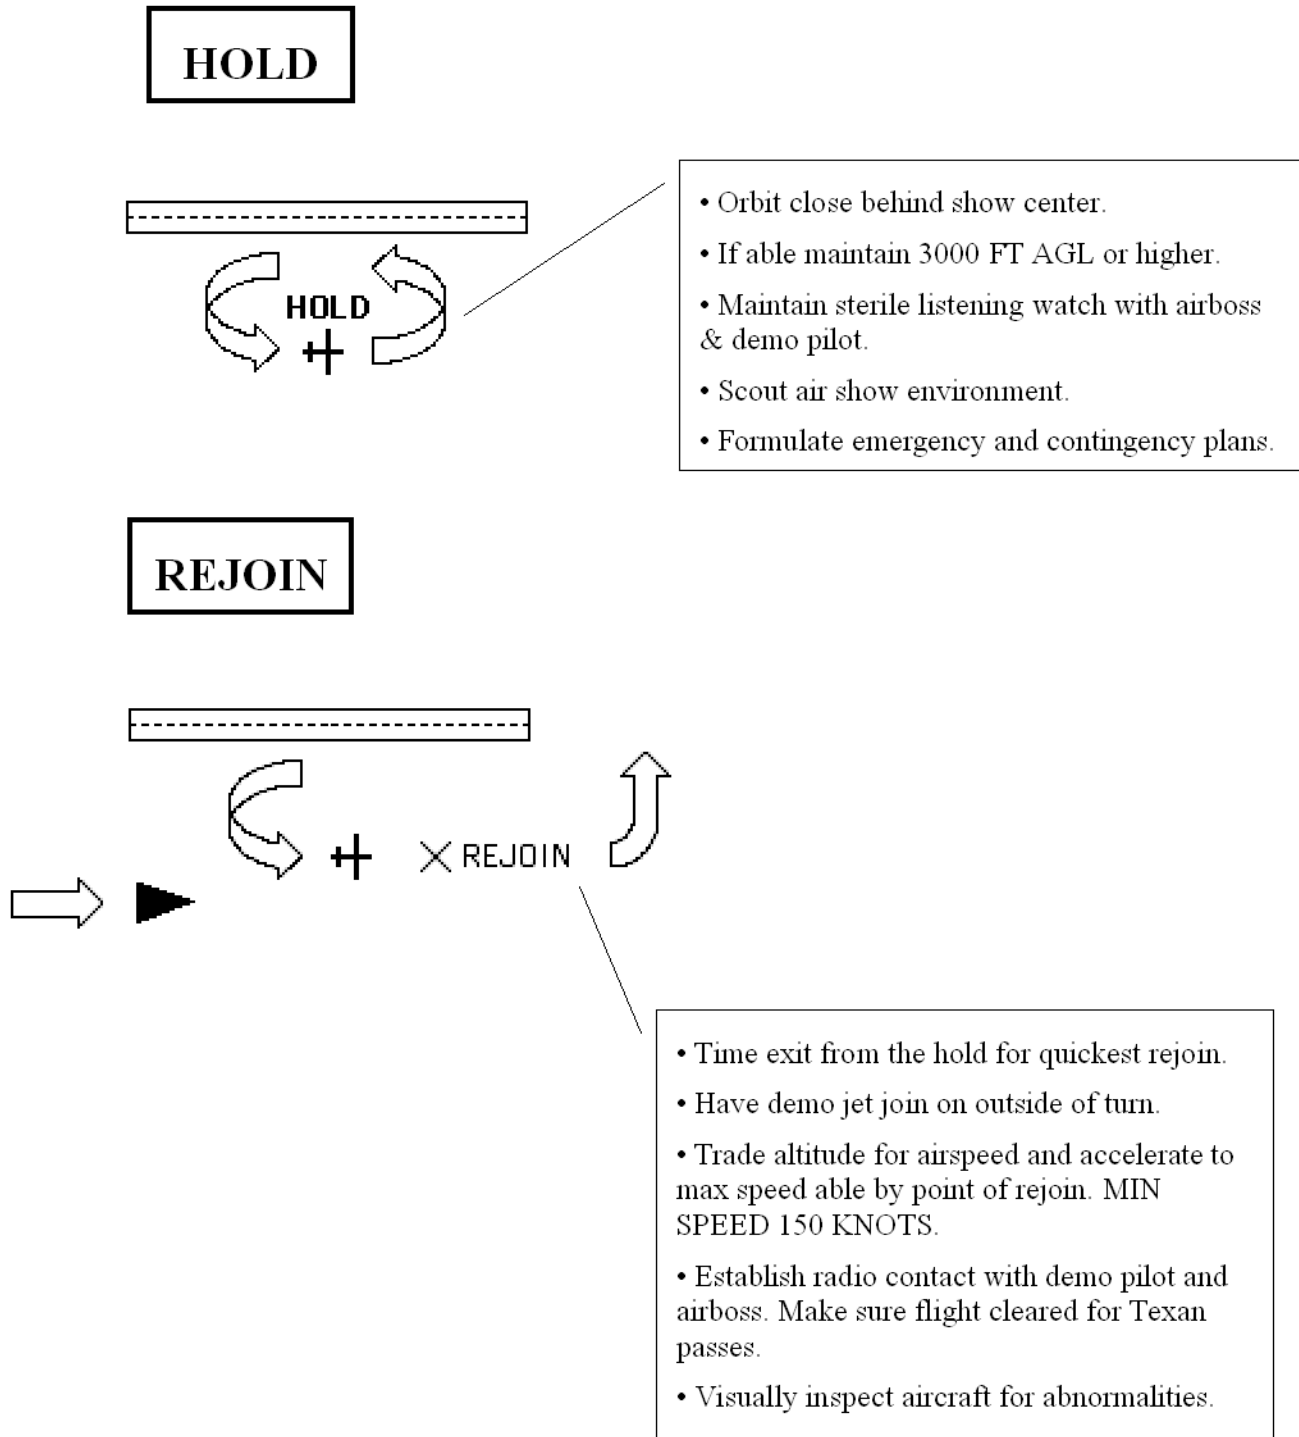 HOLD
• Orbit close behind show center.
• If able maintain 3000 FT AGL or higher.
• Maintain sterile listening watch with airboss
& demo pilot.
• Scout air show environment.
• Formulate emergency and contingency plans.
HOLD
REJOIN
REJOIN
• Time exit from the hold for quickest rejoin.
• Have demo jet join on outside of turn.
• Trade altitude for airspeed and accelerate to
max speed able by point of rejoin. MIN
SPEED 150 KNOTS.
• Establish radio contact with demo pilot and
airboss. Make sure flight cleared for Texan
passes.
• Visually inspect aircraft for abnormalities.